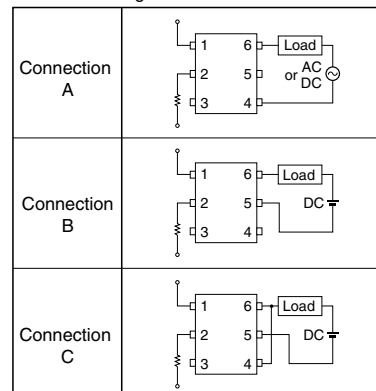 Connection
A
1 6 Load
2 5 or AC
DC
3 4
Connection
B
1 6 Load
2 5 DC
3 4
Connection
C
1 6 Load
2 5 DC
3 4